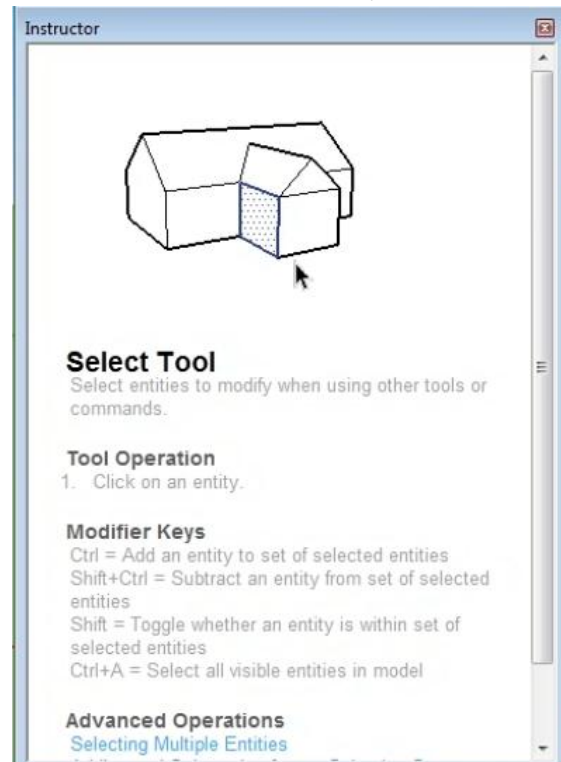 Instructor
Select Tool
Select entities to modify when using other tools or
commands.
Tool Operation
1. Click on an entity.
Modifier Keys
Ctrl = Add an entity to set of selected entities
Shift+Ctrl = Subtract an entity from set of selected
entities
Shift = Toggle whether an entity is within set of
selected entities
Ctrl+A = Select all visible entities in model
Advanced Operations
Selecting Multiple Entities